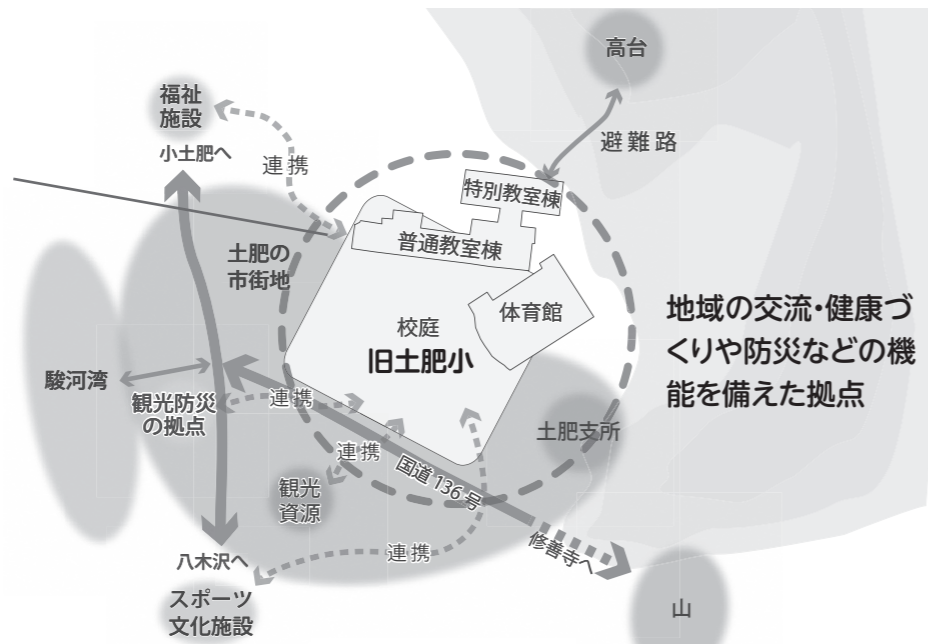 高台
避難路
福祉
施設
小土肥へ
連携
特別教室棟
普通教室棟
土肥の
市街地
体育館
校庭
旧土肥小
地域の交流・健康づ
くりや防災などの機
能を備えた拠点
駿河湾
観光防災
の拠点
連携
連携
土肥支所
国道136号
観光
資源
修善寺へ
連携
八木沢へ
スポーツ
文化施設
山